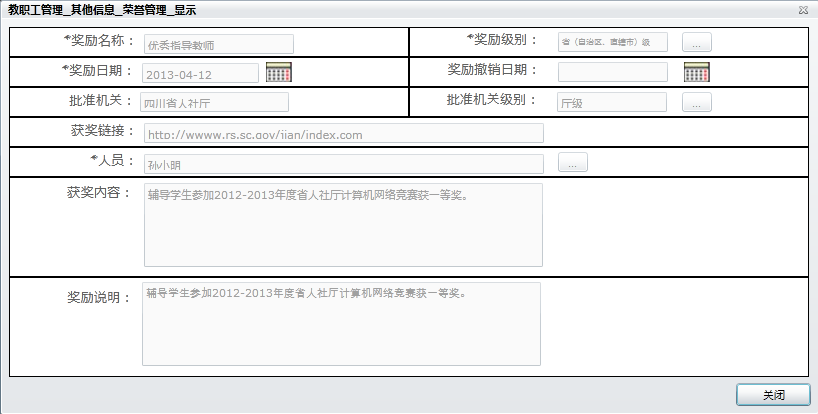 教职工管理_其他信息_荣誉管理_显示
*奖励名称： 优秀指导教师 *奖励级别： 省（自治区、直辖市）级 ...
*奖励日期： 2013-04-12 奖励撤销日期：
批准机关： 四川省人社厅 批准机关级别： 厅级 ...
获奖链接： http://wwww.rs.sc.gov/jian/index.com
*人员： 孙小明 ...
获奖内容： 辅导学生参加2012-2013年度省人社厅计算机网络竞赛获一等奖。
奖励说明： 辅导学生参加2012-2013年度省人社厅计算机网络竞赛获一等奖。
关闭